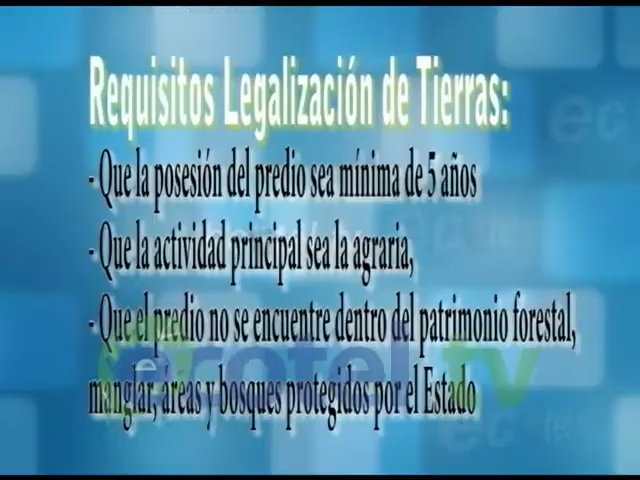 Requisitos Legalización de Tierras:
- Que la posesión del predio sea mínima de 5 años
- Que la actividad principal sea la agraria,
- Que el predio no se encuentre dentro del patrimonio forestal,
ecotel tv
manglar, áreas y bosques protegidos por el Estado